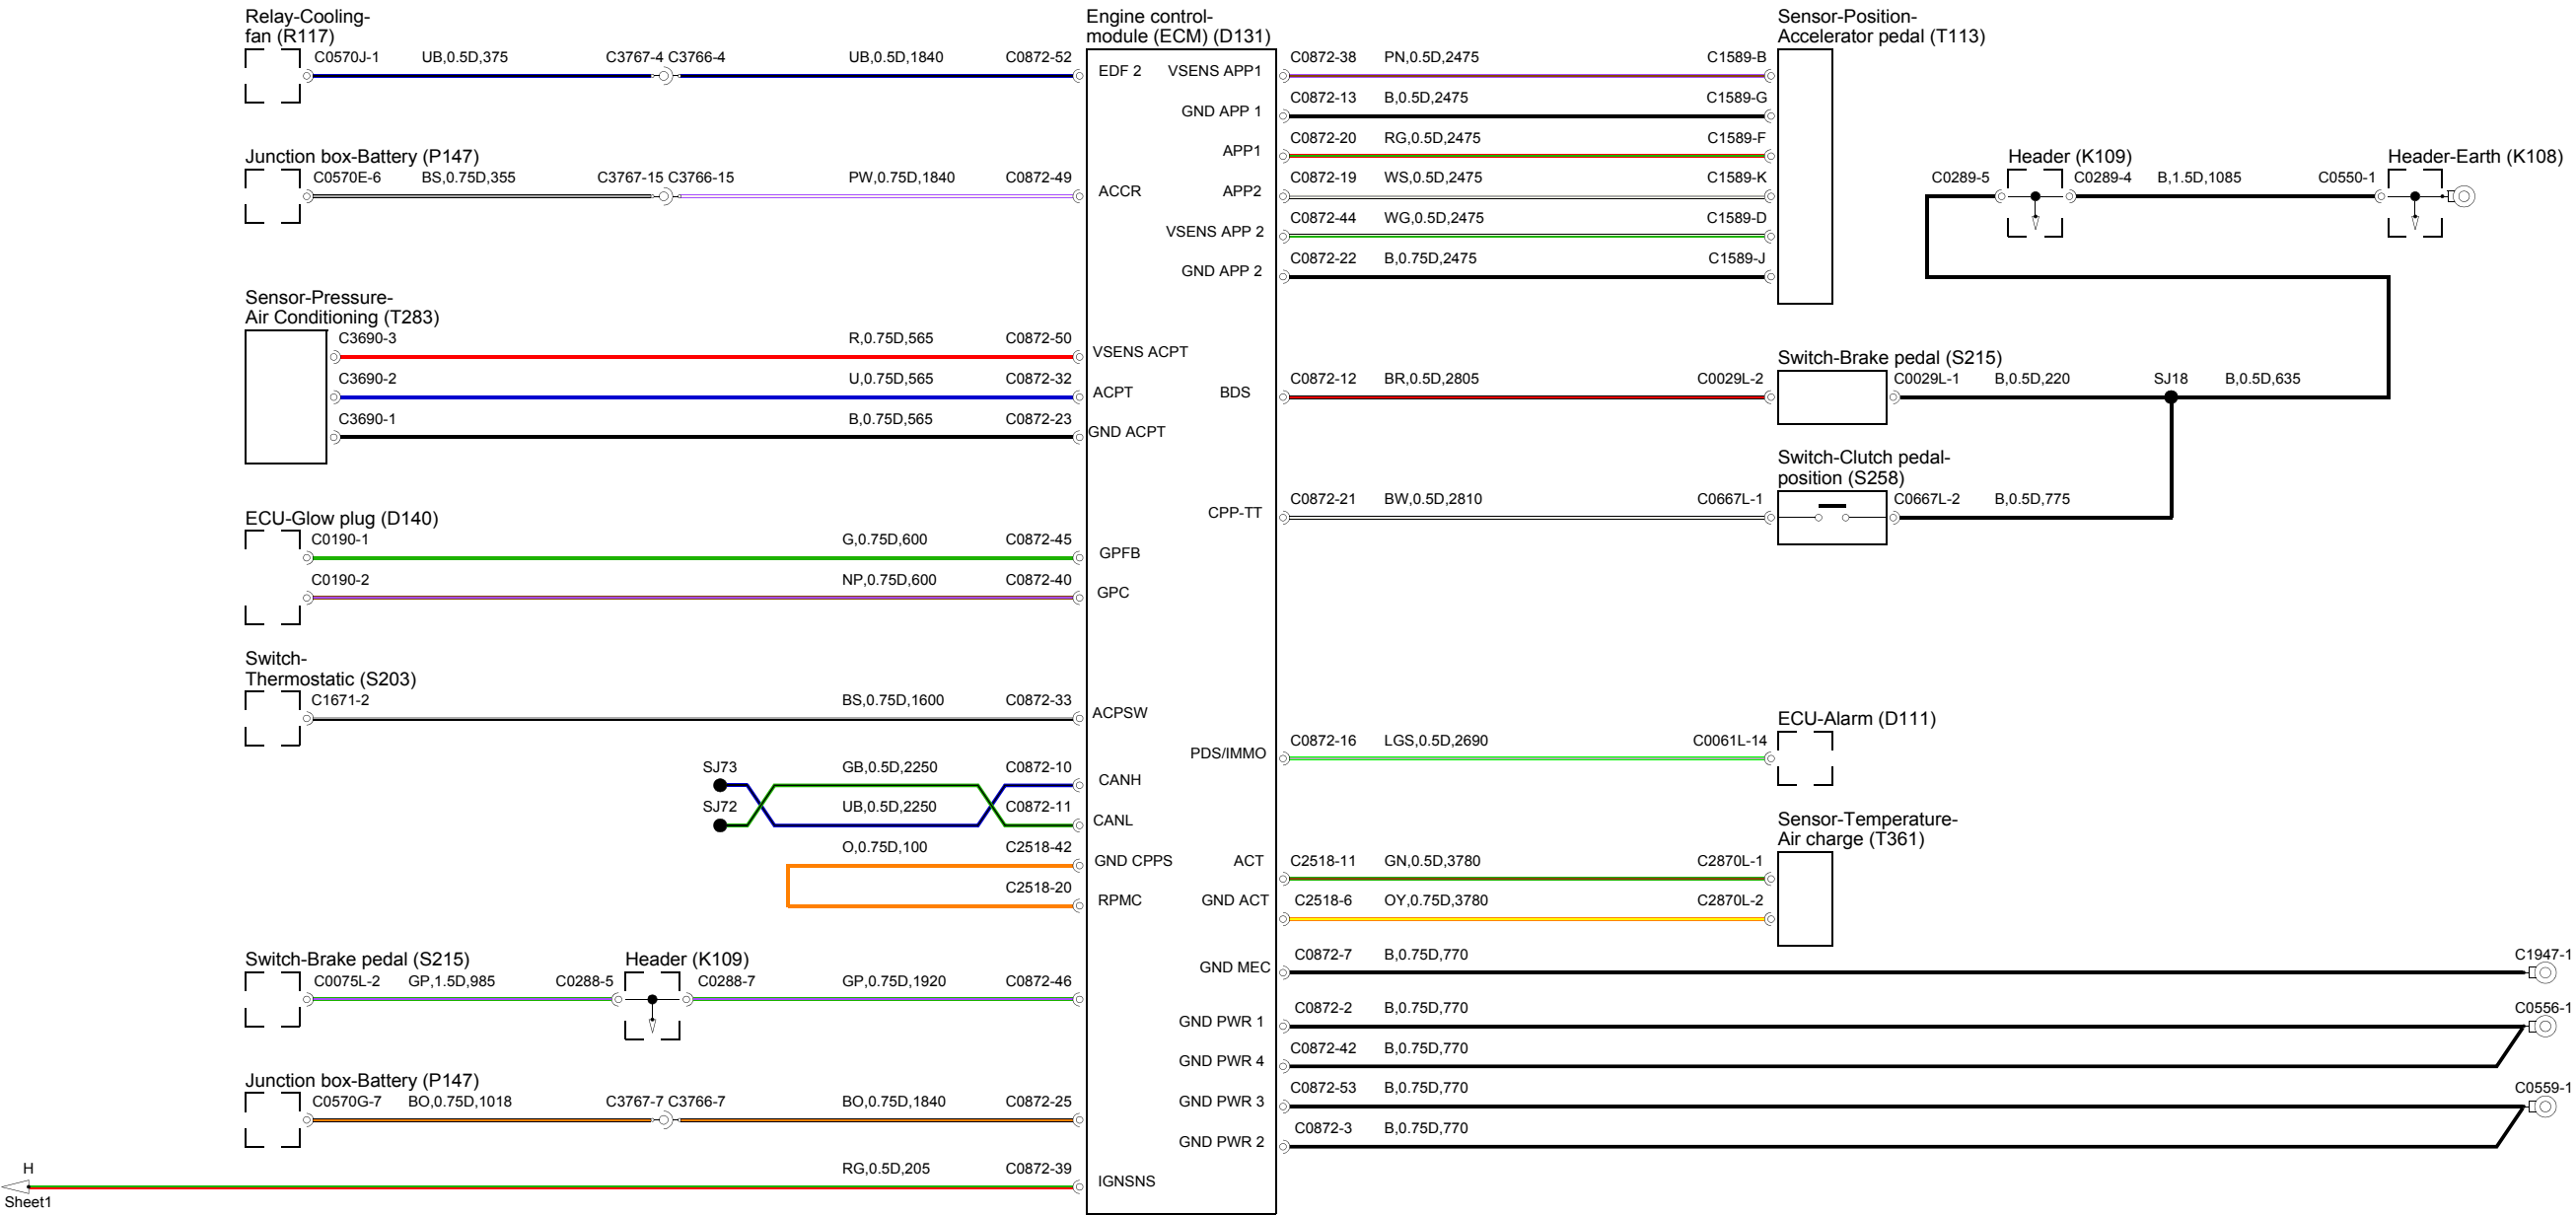 Relay-Cooling-
fan (R117)
C0570J-1 UB,0.5D,375 C3767-4 C3766-4 UB,0.5D,1840 C0872-52
Junction box-Battery (P147)
C0570E-6 BS,0.75D,355 C3767-15 C3766-15 PW,0.75D,1840 C0872-49
Sensor-Pressure-
Air Conditioning (T283)
C3690-3 R,0.75D,565 C0872-50
C3690-2 U,0.75D,565 C0872-32
C3690-1 B,0.75D,565 C0872-23
ECU-Glow plug (D140)
C0190-1 G,0.75D,600 C0872-45
C0190-2 NP,0.75D,600 C0872-40
Switch-
Thermostatic (S203)
C1671-2 BS,0.75D,1600 C0872-33
SJ73 GB,0.5D,2250 C0872-10
SJ72 UB,0.5D,2250 C0872-11
O,0.75D,100 C2518-42
C2518-20
Switch-Brake pedal (S215) Header (K109)
C0075L-2 GP,1.5D,985 C0288-5 C0288-7 GP,0.75D,1920 C0872-46
Junction box-Battery (P147)
C0570G-7 BO,0.75D,1018 C3767-7 C3766-7 BO,0.75D,1840 C0872-25
H RG,0.5D,205 C0872-39
Sheet1
Engine control-
module (ECM) (D131)
EDF 2 VSENS APP1
GND APP 1
APP1
ACCR APP2
VSENS APP 2
GND APP 2
VSENS ACPT
ACPT BDS
GND ACPT
CPP-TT
GPFB
GPC
ACPSW
PDS/IMMO
CANH
CANL
GND CPPS ACT
RPMC GND ACT
GND MEC
GND PWR 1
GND PWR 4
GND PWR 3
GND PWR 2
IGNSNS
Sensor-Position-
Accelerator pedal (T113)
C0872-38 PN,0.5D,2475 C1589-B
C0872-13 B,0.5D,2475 C1589-G
C0872-20 RG,0.5D,2475 C1589-F
C0872-19 WS,0.5D,2475 C1589-K
C0872-44 WG,0.5D,2475 C1589-D
C0872-22 B,0.75D,2475 C1589-J
Header (K109) Header-Earth (K108)
C0289-5 C0289-4 B,1.5D,1085 C0550-1
Switch-Brake pedal (S215)
C0872-12 BR,0.5D,2805 C0029L-2 C0029L-1 B,0.5D,220 SJ18 B,0.5D,635
Switch-Clutch pedal-
position (S258)
C0872-21 BW,0.5D,2810 C0667L-1 C0667L-2 B,0.5D,775
ECU-Alarm (D111)
C0872-16 LGS,0.5D,2690 C0061L-14
Sensor-Temperature-
Air charge (T361)
C2518-11 GN,0.5D,3780 C2870L-1
C2518-6 OY,0.75D,3780 C2870L-2
C0872-7 B,0.75D,770 C1947-1
C0872-2 B,0.75D,770 C0556-1
C0872-42 B,0.75D,770
C0872-53 B,0.75D,770 C0559-1
C0872-3 B,0.75D,770